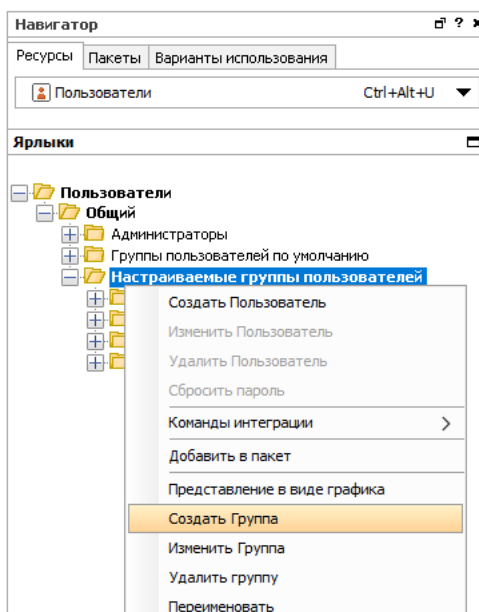 Навигатор
Ресурсы Пакеты Варианты использования
Пользователи Ctrl+Alt+U
Ярлыки
Пользователи
Общий
Администраторы
Группы пользователей по умолчанию
Настраиваемые группы пользователей
Создать Пользователь
Изменить Пользователь
Удалить Пользователь
Сбросить пароль
Команды интеграции
Добавить в пакет
Представление в виде графика
Создать Группа
Изменить Группа
Удалить группу
Переименовать